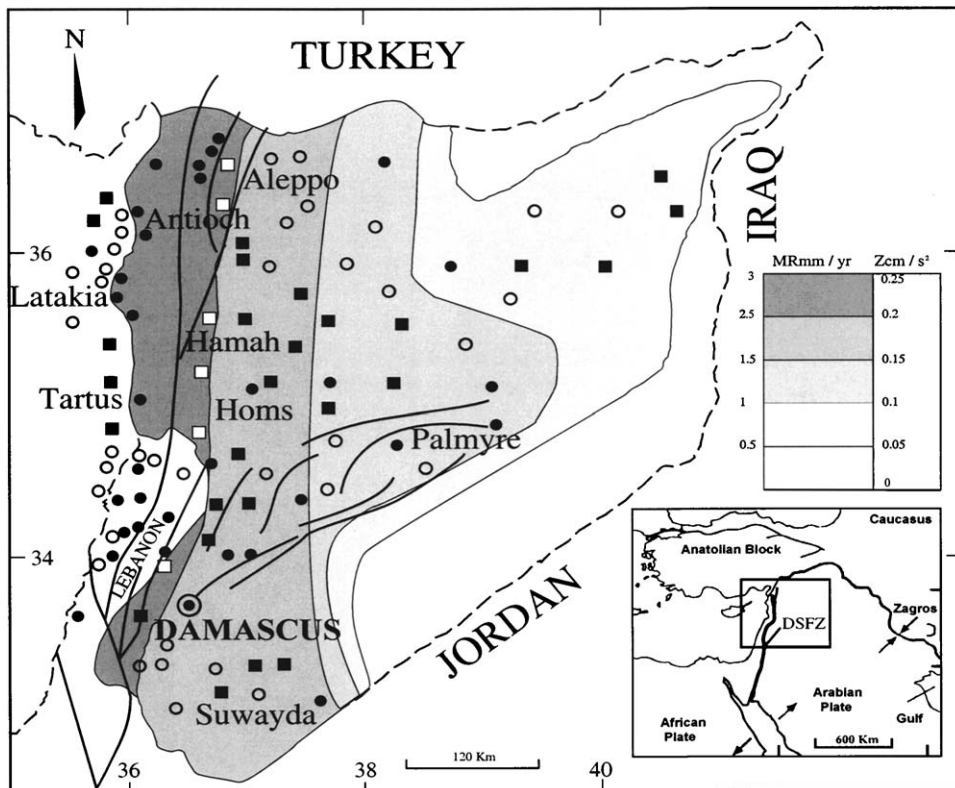 N
TURKEY
Aleppo
Antioch
36
IRAQ
MRmm / yr
Zcm / s²
3
0.25
2.5
0.2
1.5
0.15
1
0.1
0.5
0.05
0
Latakia
Hamah
Tartus
Homs
Palmyre
LEBANON
34
DAMASCUS
JORDAN
Suwayda
120 Km
36
38
40
Caucasus
Anatolian Block
Zagros
DSFZ
Arabian
Plate
African
Plate
Gulf
600 Km